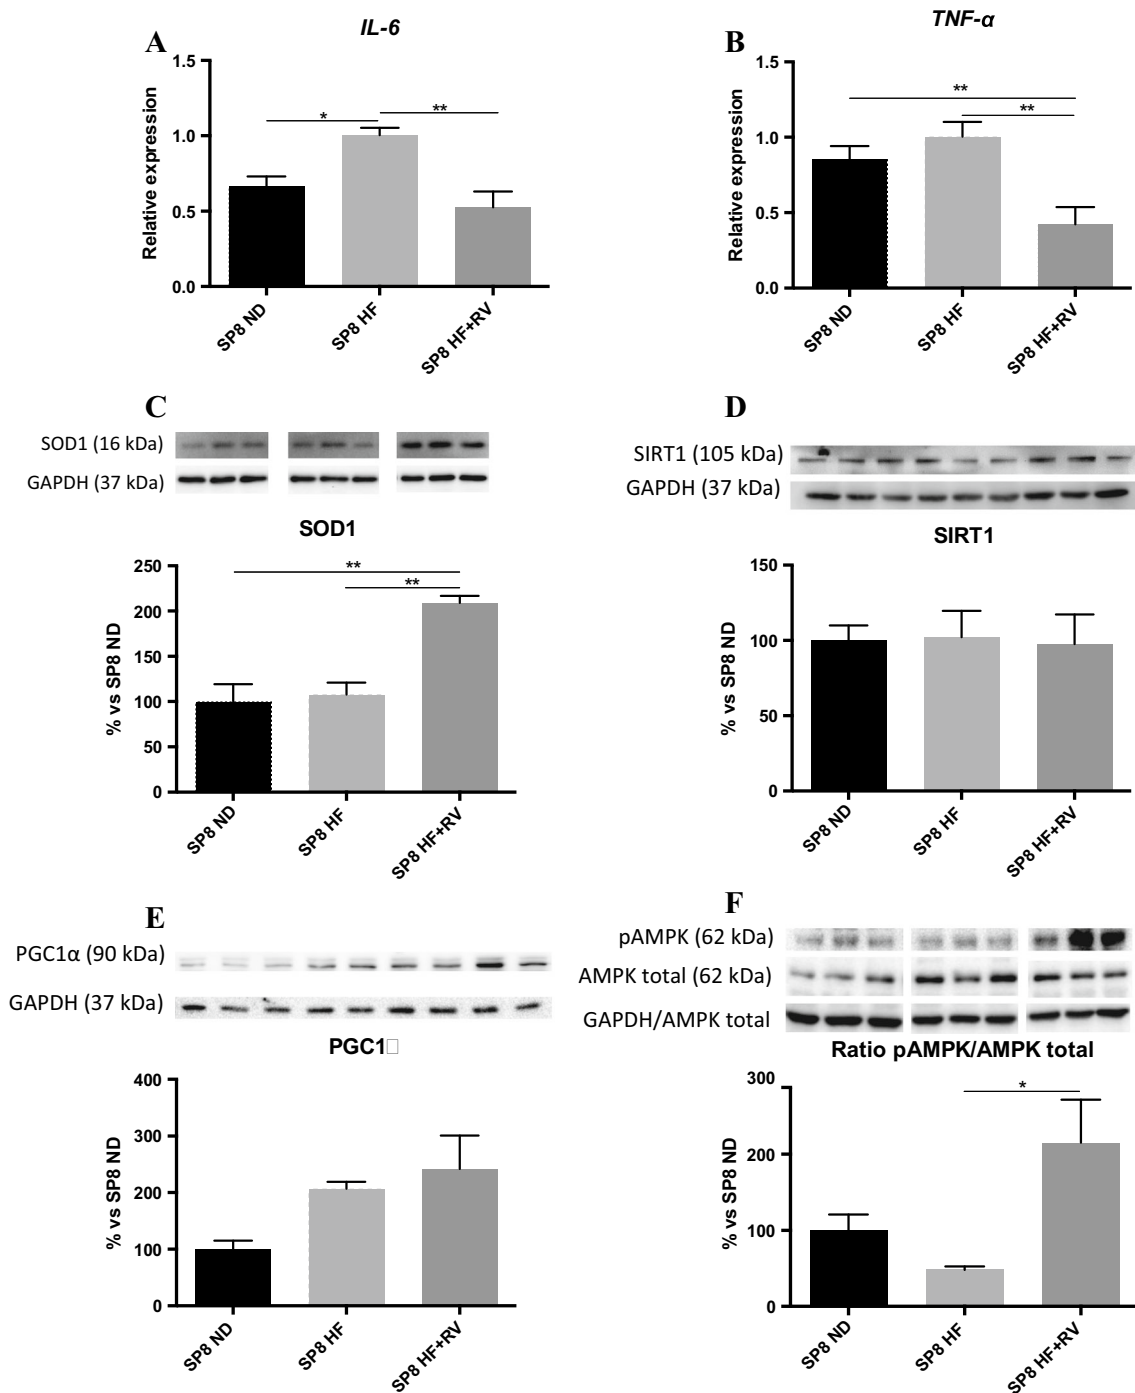 A
IL-6
Relative expression
1.5
1.0
0.5
0.0
*
**
SP8 ND
SP8 HF
SP8 HF+RV
B
TNF-α
Relative expression
1.5
1.0
0.5
0.0
**
**
SP8 ND
SP8 HF
SP8 HF+RV
C
SOD1 (16 kDa)
GAPDH (37 kDa)
SOD1
% vs SP8 ND
250
200
150
100
50
0
**
**
SP8 ND
SP8 HF
SP8 HF+RV
D
SIRT1 (105 kDa)
GAPDH (37 kDa)
SIRT1
% vs SP8 ND
150
100
50
0
SP8 ND
SP8 HF
SP8 HF+RV
E
PGC1α (90 kDa)
GAPDH (37 kDa)
PGC1□
% vs SP8 ND
400
300
200
100
0
SP8 ND
SP8 HF
SP8 HF+RV
F
pAMPK (62 kDa)
AMPK total (62 kDa)
GAPDH/AMPK total
Ratio pAMPK/AMPK total
% vs SP8 ND
300
200
100
0
*
SP8 ND
SP8 HF
SP8 HF+RV